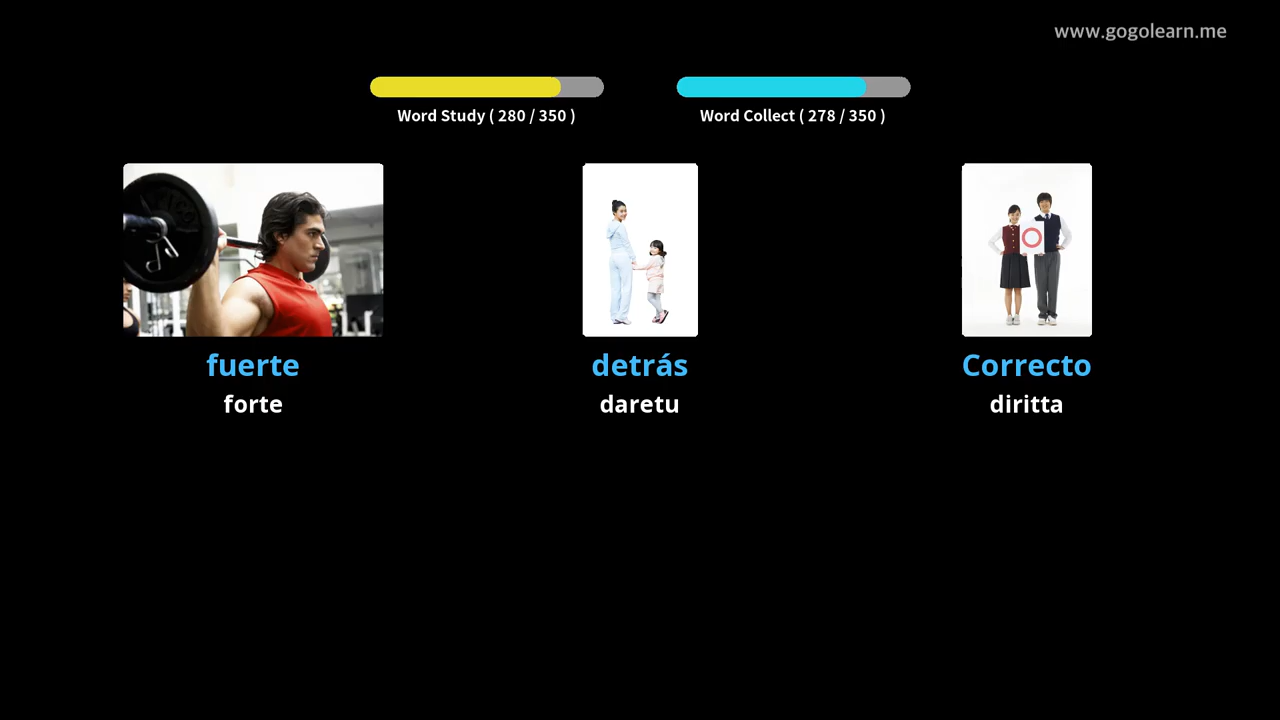 www.gogolearn.me
Word Study ( 280 / 350 )
Word Collect ( 278 / 350 )
fuerte
detrás
Correcto
forte
daretu
diritta